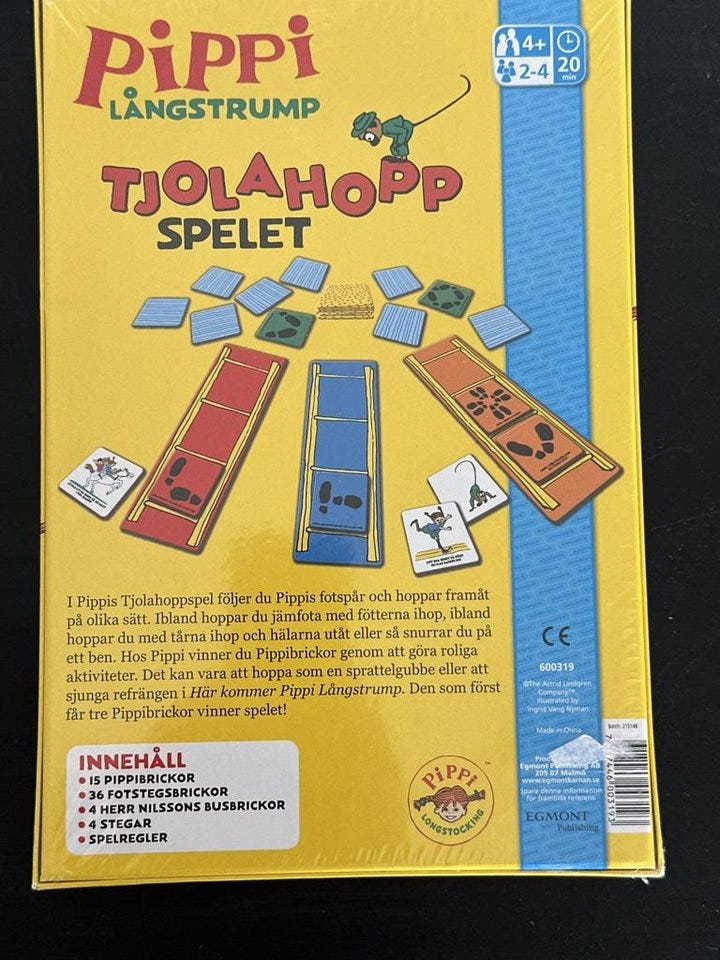 PiPPi
LÅNGSTRUMP
4+
2-4
20
min
TJOLAHOPP
SPELET
I Pippis Tjolahoppspel följer du Pippis fotspår och hoppar framåt
på olika sätt. Ibland hoppar du jämfota med fötterna ihop, ibland
hoppar du med tårna ihop och hälarna utåt eller så snurrar du på
ett ben. Hos Pippi vinner du Pippibrickor genom att göra roliga
aktiviteter. Det kan vara att hoppa som en sprattelgubbe eller att
sjunga refrängen i Här kommer Pippi Långstrump. Den som först
får tre Pippibrickor vinner spelet!
INNEHÅLL
• 15 PIPPIBRICKOR
• 36 FOTSTEGSBRICKOR
• 4 HERR NILSSONS BUSBRICKOR
• 4 STEGAR
• SPELREGLER
PiPPi
LONGSTOCKING
™
CE
600319
©The Astrid Lindgren
Company™
Illustrated by
Ingrid Vang Nyman
Made in China
Egmont Publishing AB
205 07 Malmö
www.egmontkarnan.se
Spara denna information
för framtida referens
EGMONT
Publishing
Batch: 215148